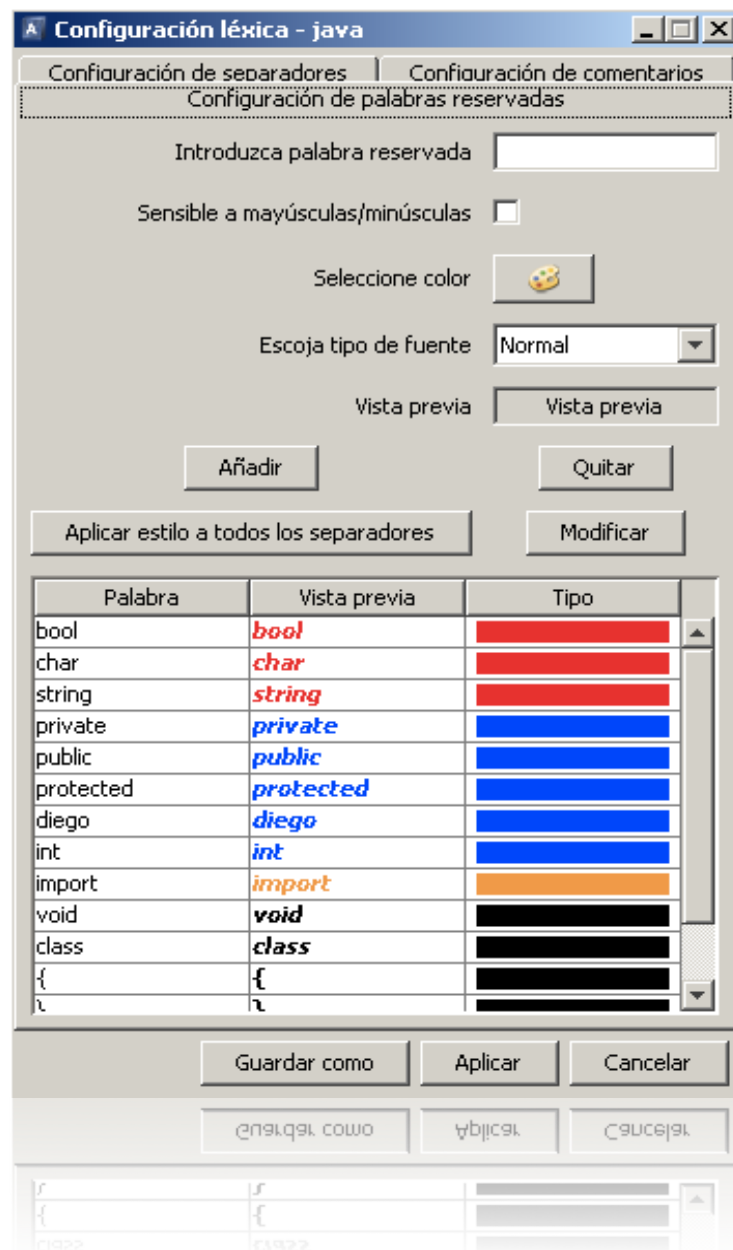 Configuración léxica - java
Configuración de separadores Configuración de comentarios
Configuración de palabras reservadas
Introduzca palabra reservada
Sensible a mayúsculas/minúsculas
Seleccione color
Escoja tipo de fuente Normal
Vista previa Vista previa
Añadir Quitar
Aplicar estilo a todos los separadores Modificar
Palabra Vista previa Tipo
bool bool
char char
string string
private private
public public
protected protected
diego diego
int int
import import
void void
class class
{ {
} }
Guardar como Aplicar Cancelar